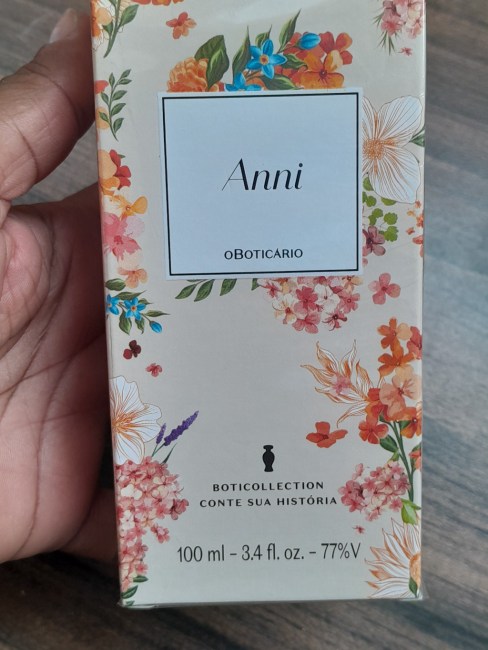 Anni
oBoticário
BOTICOLLECTION
CONTE SUA HISTÓRIA
100 ml - 3.4 fl. oz. - 77%V